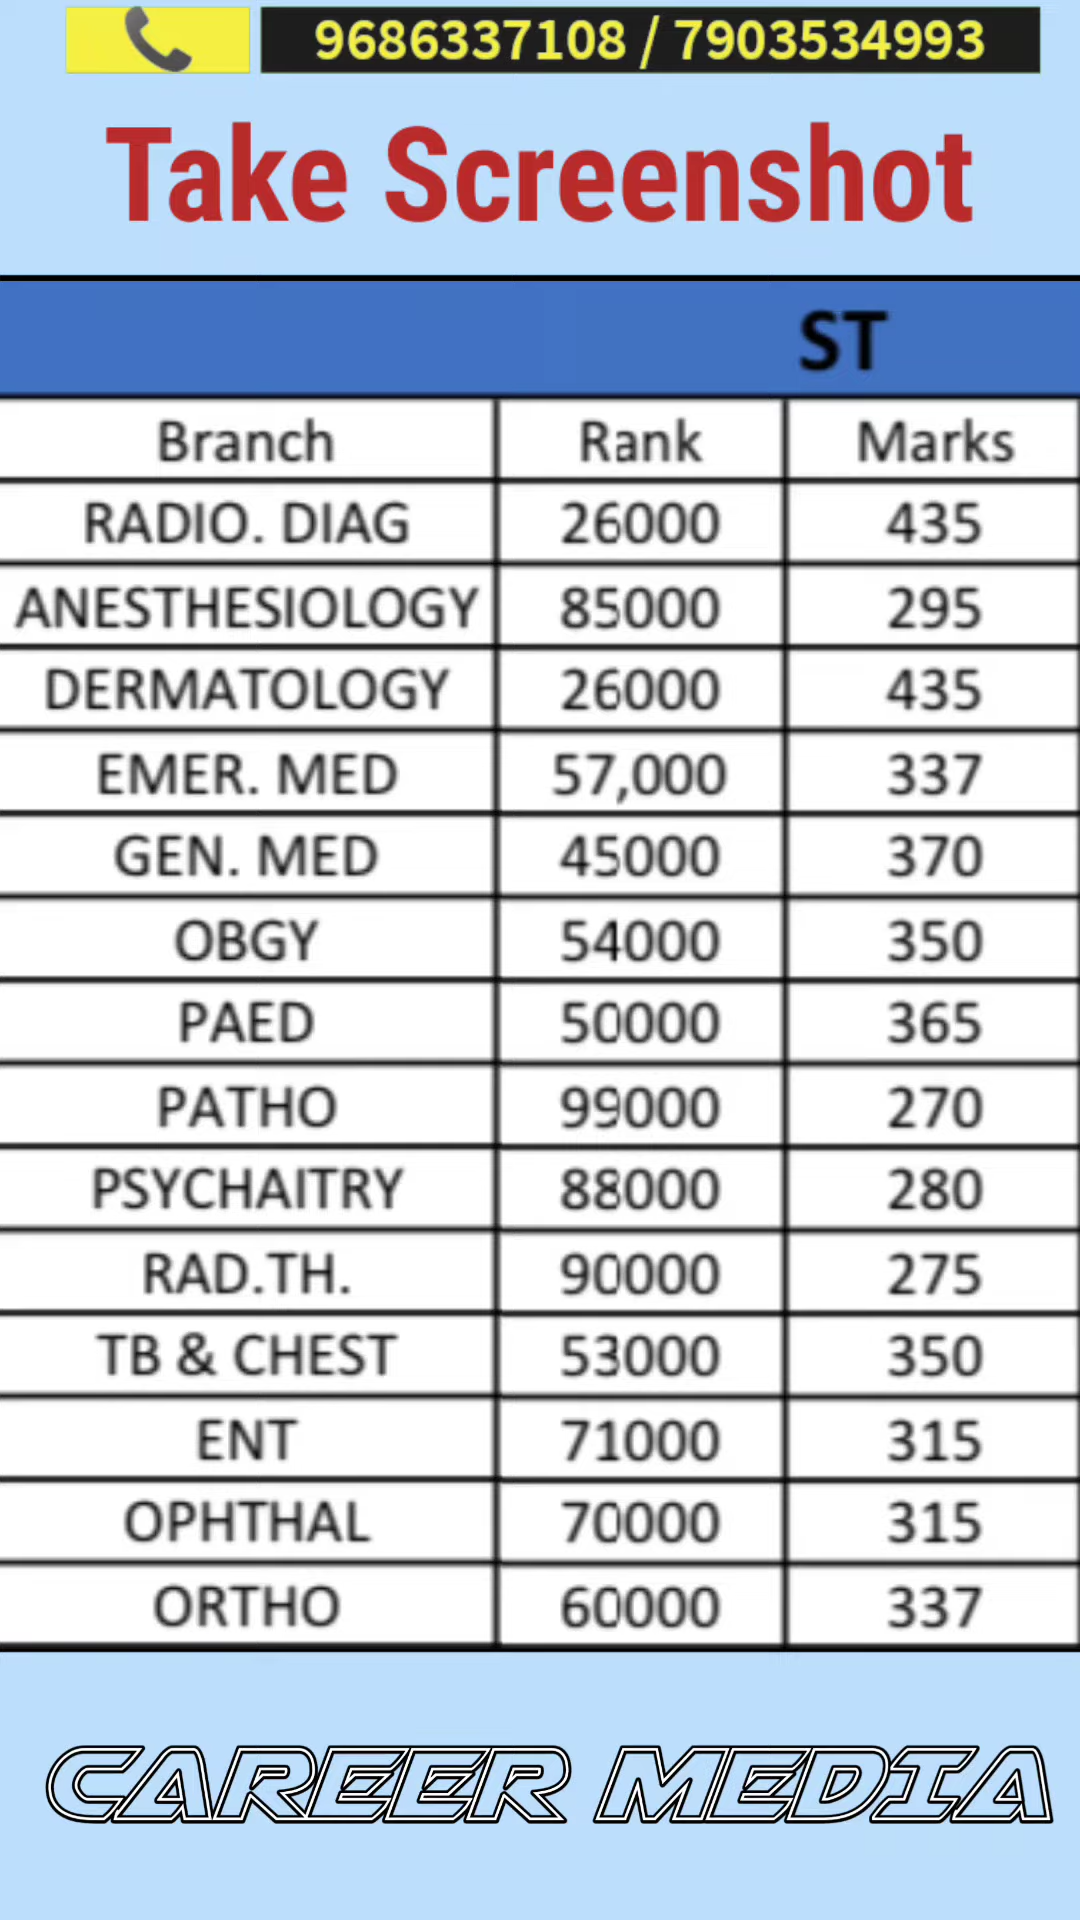 9686337108 / 7903534993
Take Screenshot
ST
Branch Rank Marks
RADIO. DIAG 26000 435
ANESTHESIOLOGY 85000 295
DERMATOLOGY 26000 435
EMER. MED 57,000 337
GEN. MED 45000 370
OBGY 54000 350
PAED 50000 365
PATHO 99000 270
PSYCHAITRY 88000 280
RAD.TH. 90000 275
TB & CHEST 53000 350
ENT 71000 315
OPHTHAL 70000 315
ORTHO 60000 337
CAREER MEDIA